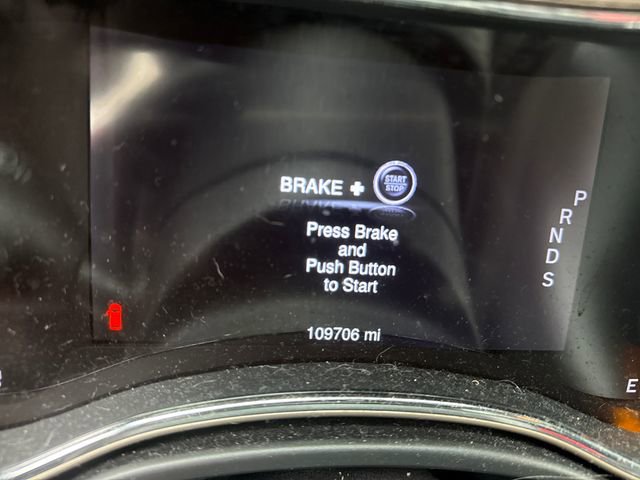 BRAKE + START STOP
Press Brake
and
Push Button
to Start
P
R
N
D
S
109706 mi
E